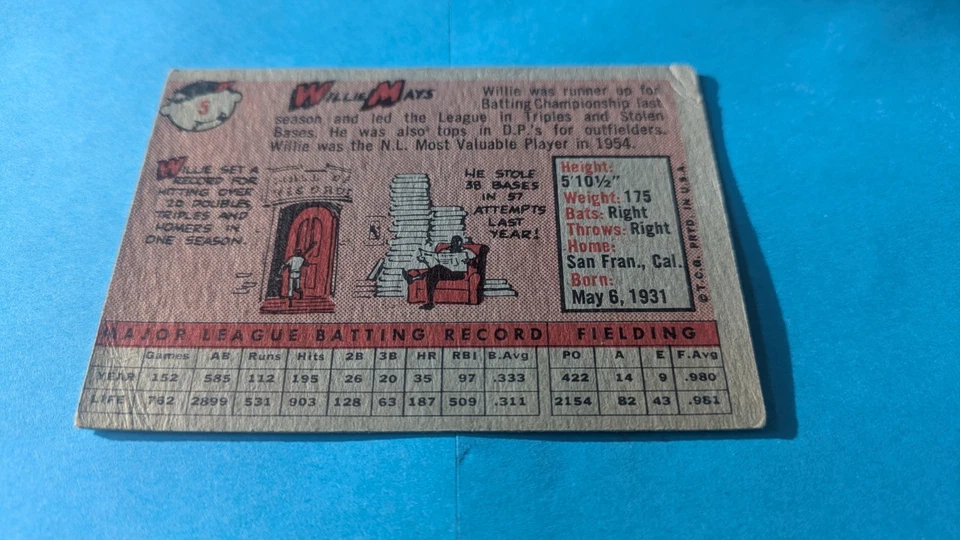 5
WILLIE MAYS
Willie was runner up for
Batting Championship last
season and led the League in Triples and Stolen
Bases. He was also tops in D.P.'s for outfielders.
Willie was the N.L. Most Valuable Player in 1954.
WILLIE SET A
RECORD FOR
HITTING OVER
20 DOUBLES,
TRIPLES AND
HOMERS IN
ONE SEASON.
HE STOLE
38 BASES
IN 57
ATTEMPTS
LAST
YEAR!
Height:
5'10½"
Weight: 175
Bats: Right
Throws: Right
Home:
San Fran., Cal.
Born:
May 6, 1931
© T.C.G. PRTD. IN U.S.A.
MAJOR LEAGUE BATTING RECORD FIELDING
Games AB Runs Hits 2B 3B HR RBI B.Avg PO A E F.Avg
YEAR 152 585 112 195 26 20 35 97 .333 422 14 9 .980
LIFE 762 2899 531 903 128 63 187 509 .311 2154 82 43 .981